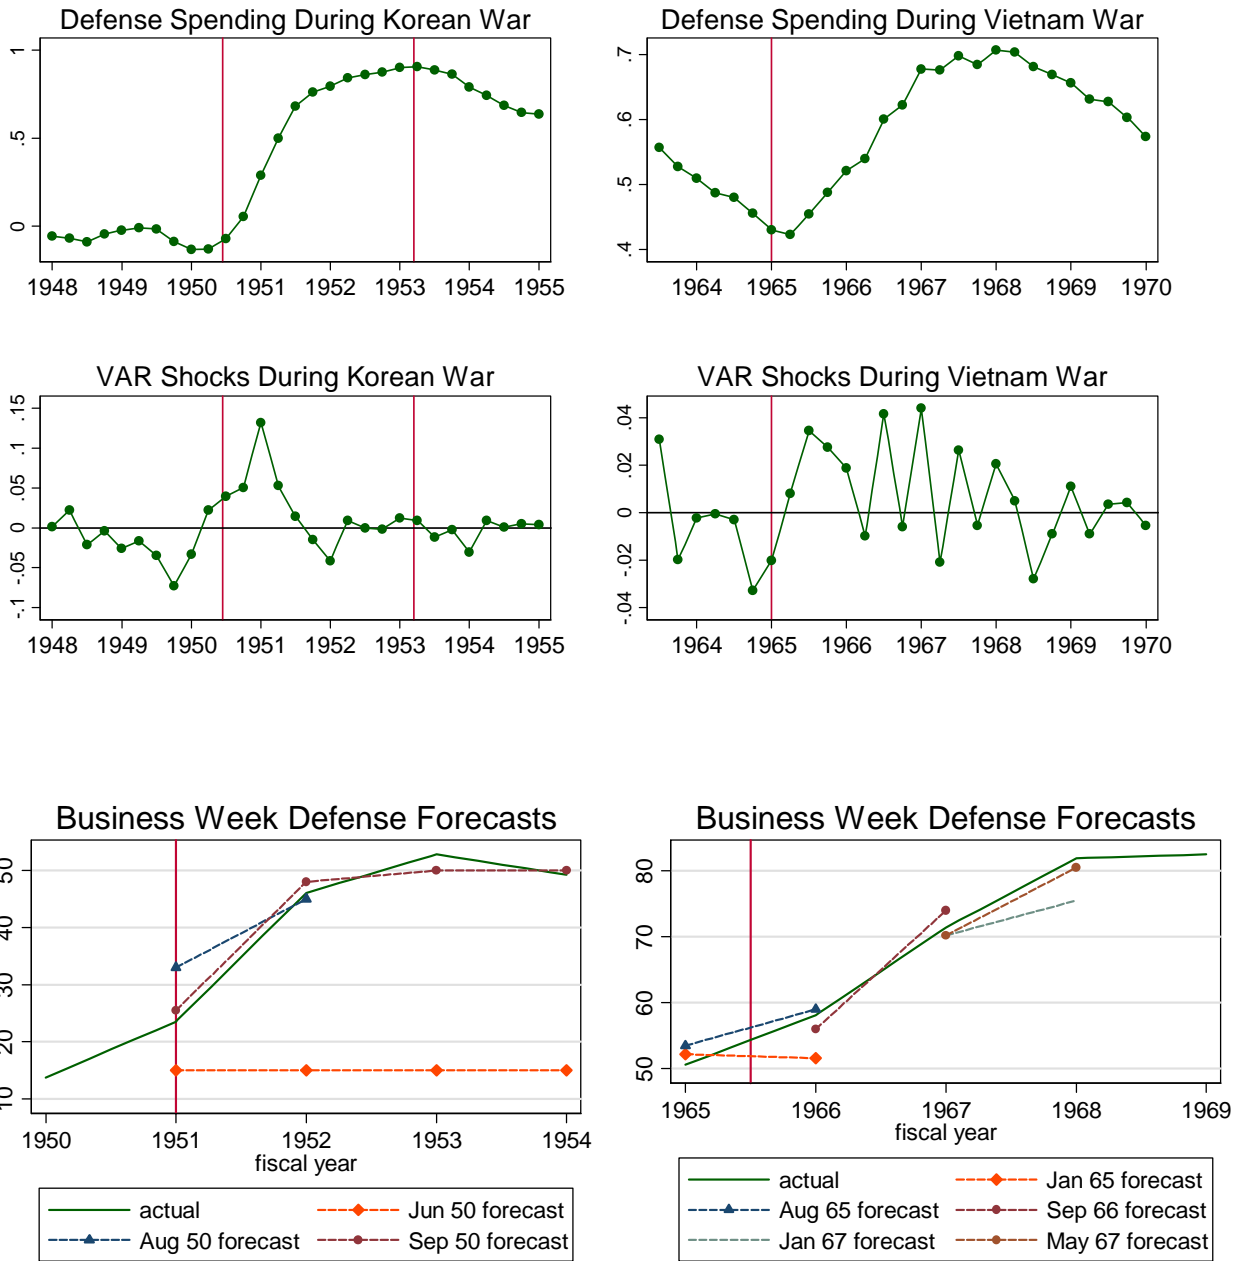 Defense Spending During Korean War
1
.5
0
1948 1949 1950 1951 1952 1953 1954 1955
Defense Spending During Vietnam War
.7
.6
.5
.4
1964 1965 1966 1967 1968 1969 1970
VAR Shocks During Korean War
.15
.1
.05
0
-.05
-.1
1948 1949 1950 1951 1952 1953 1954 1955
VAR Shocks During Vietnam War
.04
.02
0
-.02
-.04
1964 1965 1966 1967 1968 1969 1970
Business Week Defense Forecasts
50
40
30
20
10
1950 1951 1952 1953 1954
fiscal year
actual Jun 50 forecast
Aug 50 forecast Sep 50 forecast
Business Week Defense Forecasts
80
70
60
50
1965 1966 1967 1968 1969
fiscal year
actual Jan 65 forecast
Aug 65 forecast Sep 66 forecast
Jan 67 forecast May 67 forecast